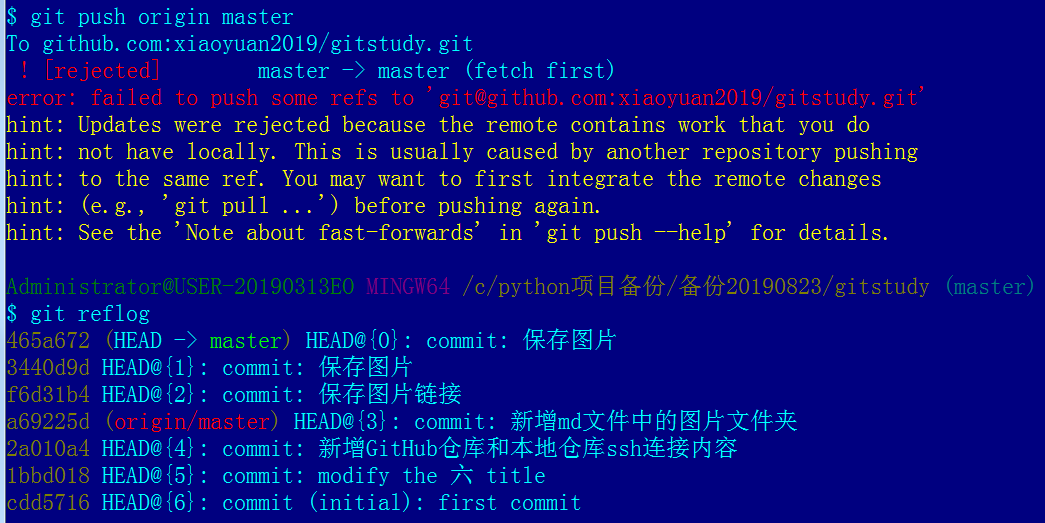 $ git push origin master
To github.com:xiaoyuan2019/gitstudy.git
 ! [rejected]        master -> master (fetch first)
error: failed to push some refs to 'git@github.com:xiaoyuan2019/gitstudy.git'
hint: Updates were rejected because the remote contains work that you do
hint: not have locally. This is usually caused by another repository pushing
hint: to the same ref. You may want to first integrate the remote changes
hint: (e.g., 'git pull ...') before pushing again.
hint: See the 'Note about fast-forwards' in 'git push --help' for details.
Administrator@USER-20190313EO MINGW64 /c/python项目备份/备份20190823/gitstudy (master)
$ git reflog
465a672 (HEAD -> master) HEAD@{0}: commit: 保存图片
3440d9d HEAD@{1}: commit: 保存图片
f6d31b4 HEAD@{2}: commit: 保存图片链接
a69225d (origin/master) HEAD@{3}: commit: 新增md文件中的图片文件夹
2a010a4 HEAD@{4}: commit: 新增GitHub仓库和本地仓库ssh连接内容
1bbd018 HEAD@{5}: commit: modify the 六 title
cdd5716 HEAD@{6}: commit (initial): first commit